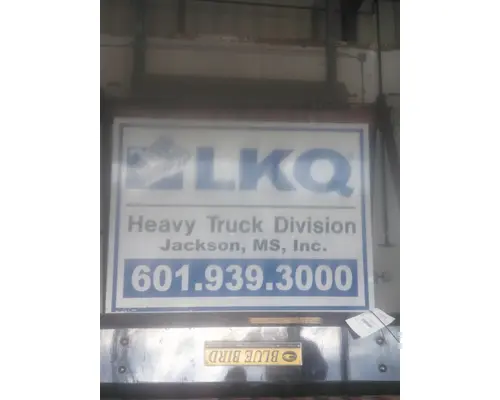 LKQ
Heavy Truck Division
Jackson, MS, Inc.
601.939.3000
BLUE BIRD